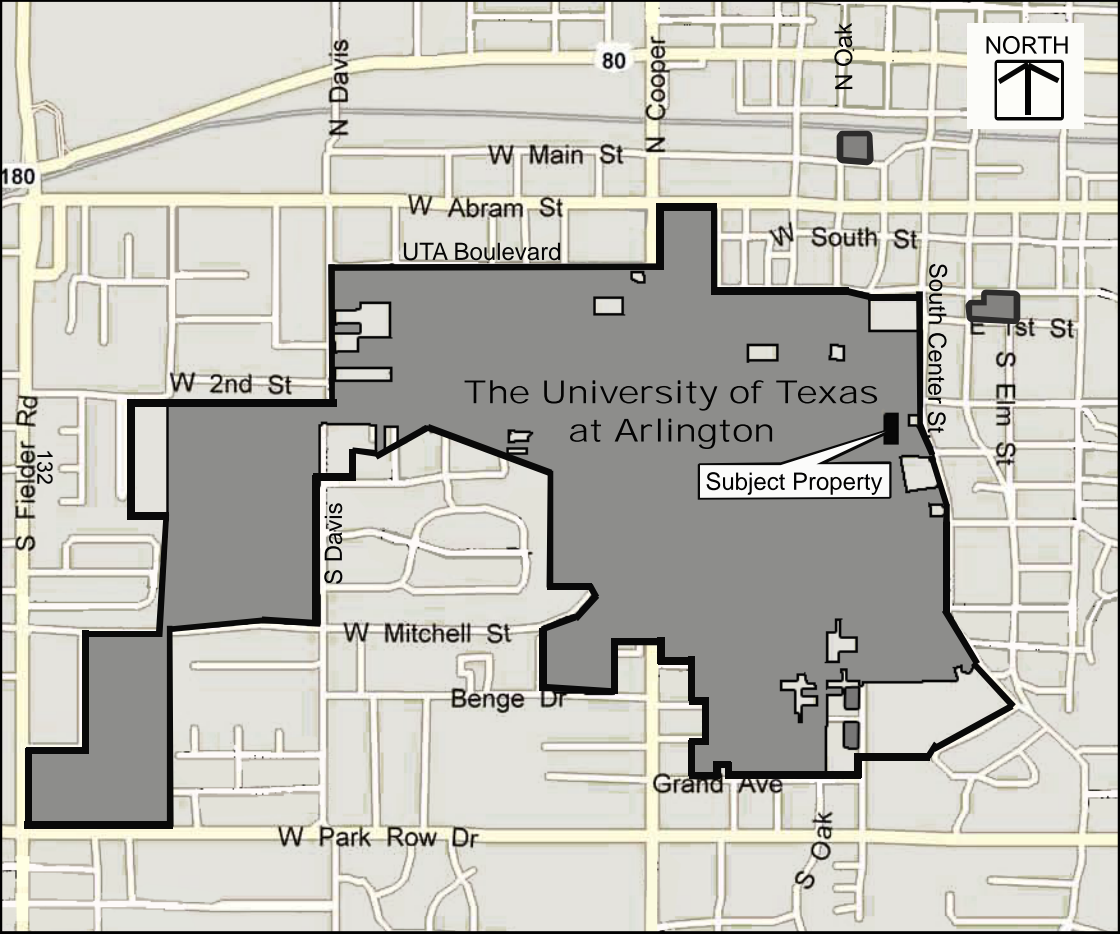 NORTH
N Davis
80
N Cooper
N Oak
W Main St
180
W Abram St
UTA Boulevard
W South St
South Center St
E 1st St
S Elm St
W 2nd St
S Fielder Rd
132
The University of Texas
at Arlington
Subject Property
S Davis
W Mitchell St
Benge Dr
Grand Ave
W Park Row Dr
S Oak